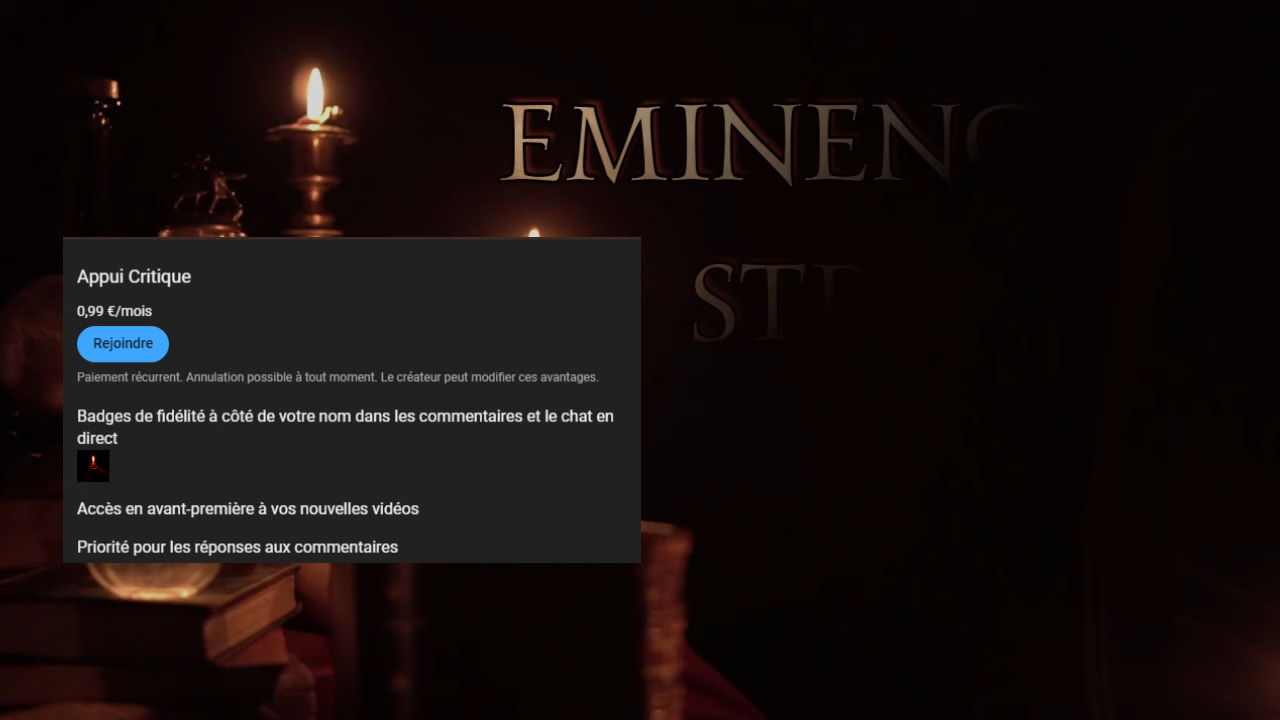 EMINENC
ST
Appui Critique
0,99 €/mois
Rejoindre
Paiement récurrent. Annulation possible à tout moment. Le créateur peut modifier ces avantages.
Badges de fidélité à côté de votre nom dans les commentaires et le chat en
direct
Accès en avant-première à vos nouvelles vidéos
Priorité pour les réponses aux commentaires